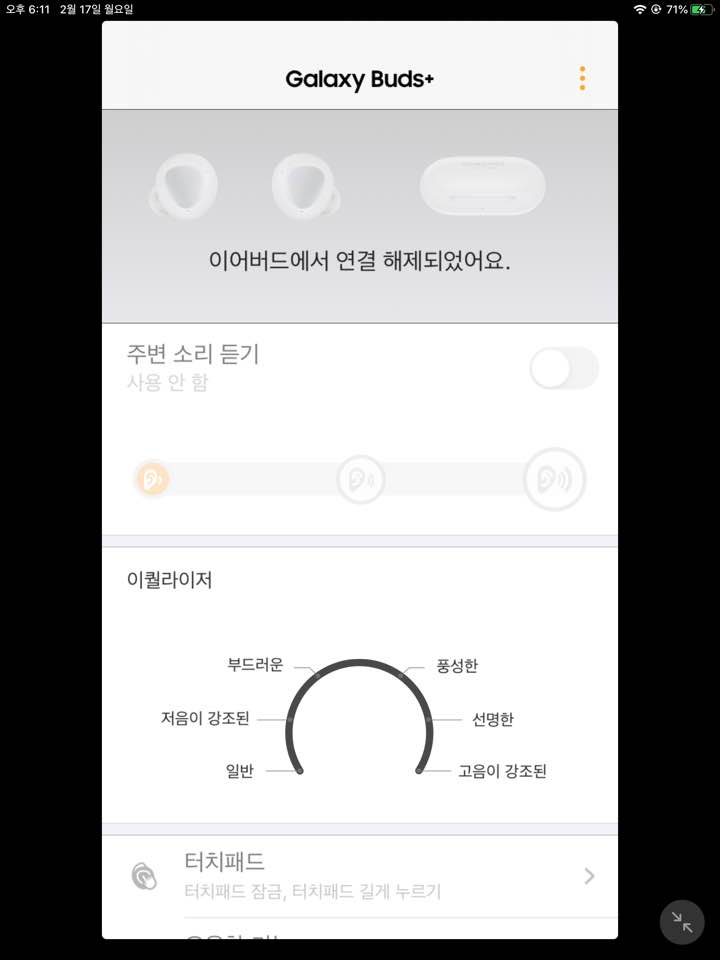 오후 6:11 2월 17일 월요일
71%
Galaxy Buds+
이어버드에서 연결 해제되었어요.
주변 소리 듣기
사용 안 함
이퀄라이저
부드러운
풍성한
저음이 강조된
선명한
일반
고음이 강조된
터치패드
터치패드 잠금, 터치패드 길게 누르기